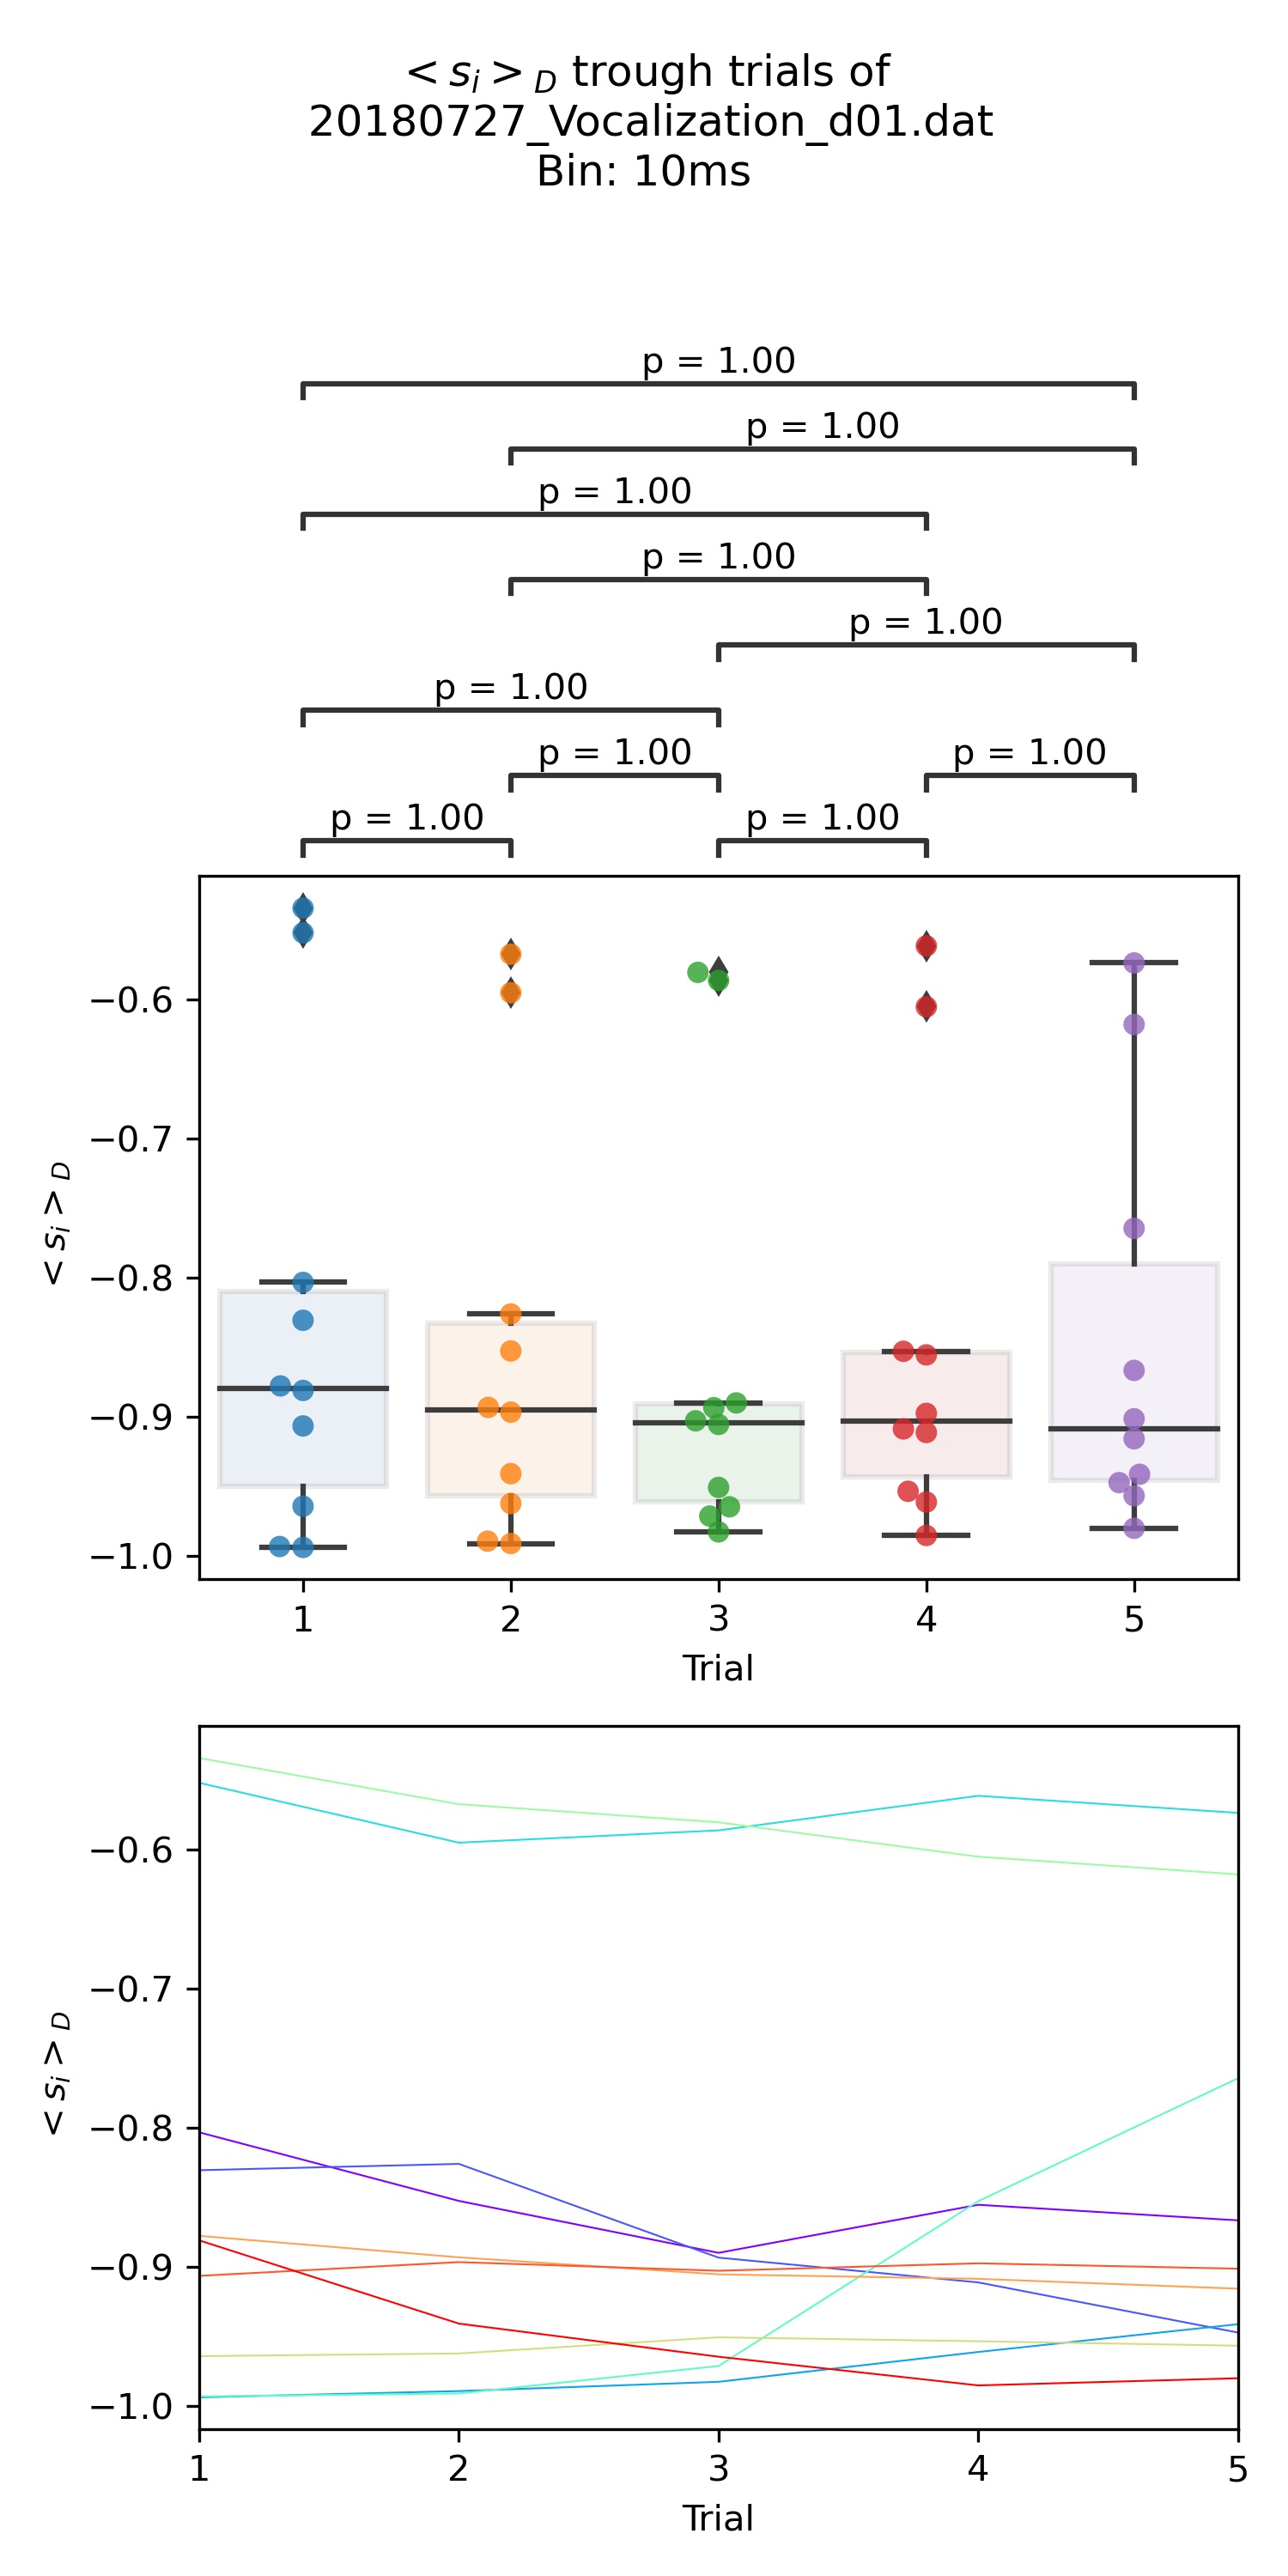 < s_i >_D trough trials of
20180727_Vocalization_d01.dat
Bin: 10ms
p = 1.00
p = 1.00
p = 1.00
p = 1.00
p = 1.00
p = 1.00
p = 1.00 p = 1.00
p = 1.00 p = 1.00
−0.6
−0.7
−0.8
−0.9
−1.0
< s_i >_D
1 2 3 4 5
Trial
−0.6
−0.7
−0.8
−0.9
−1.0
< s_i >_D
1 2 3 4 5
Trial